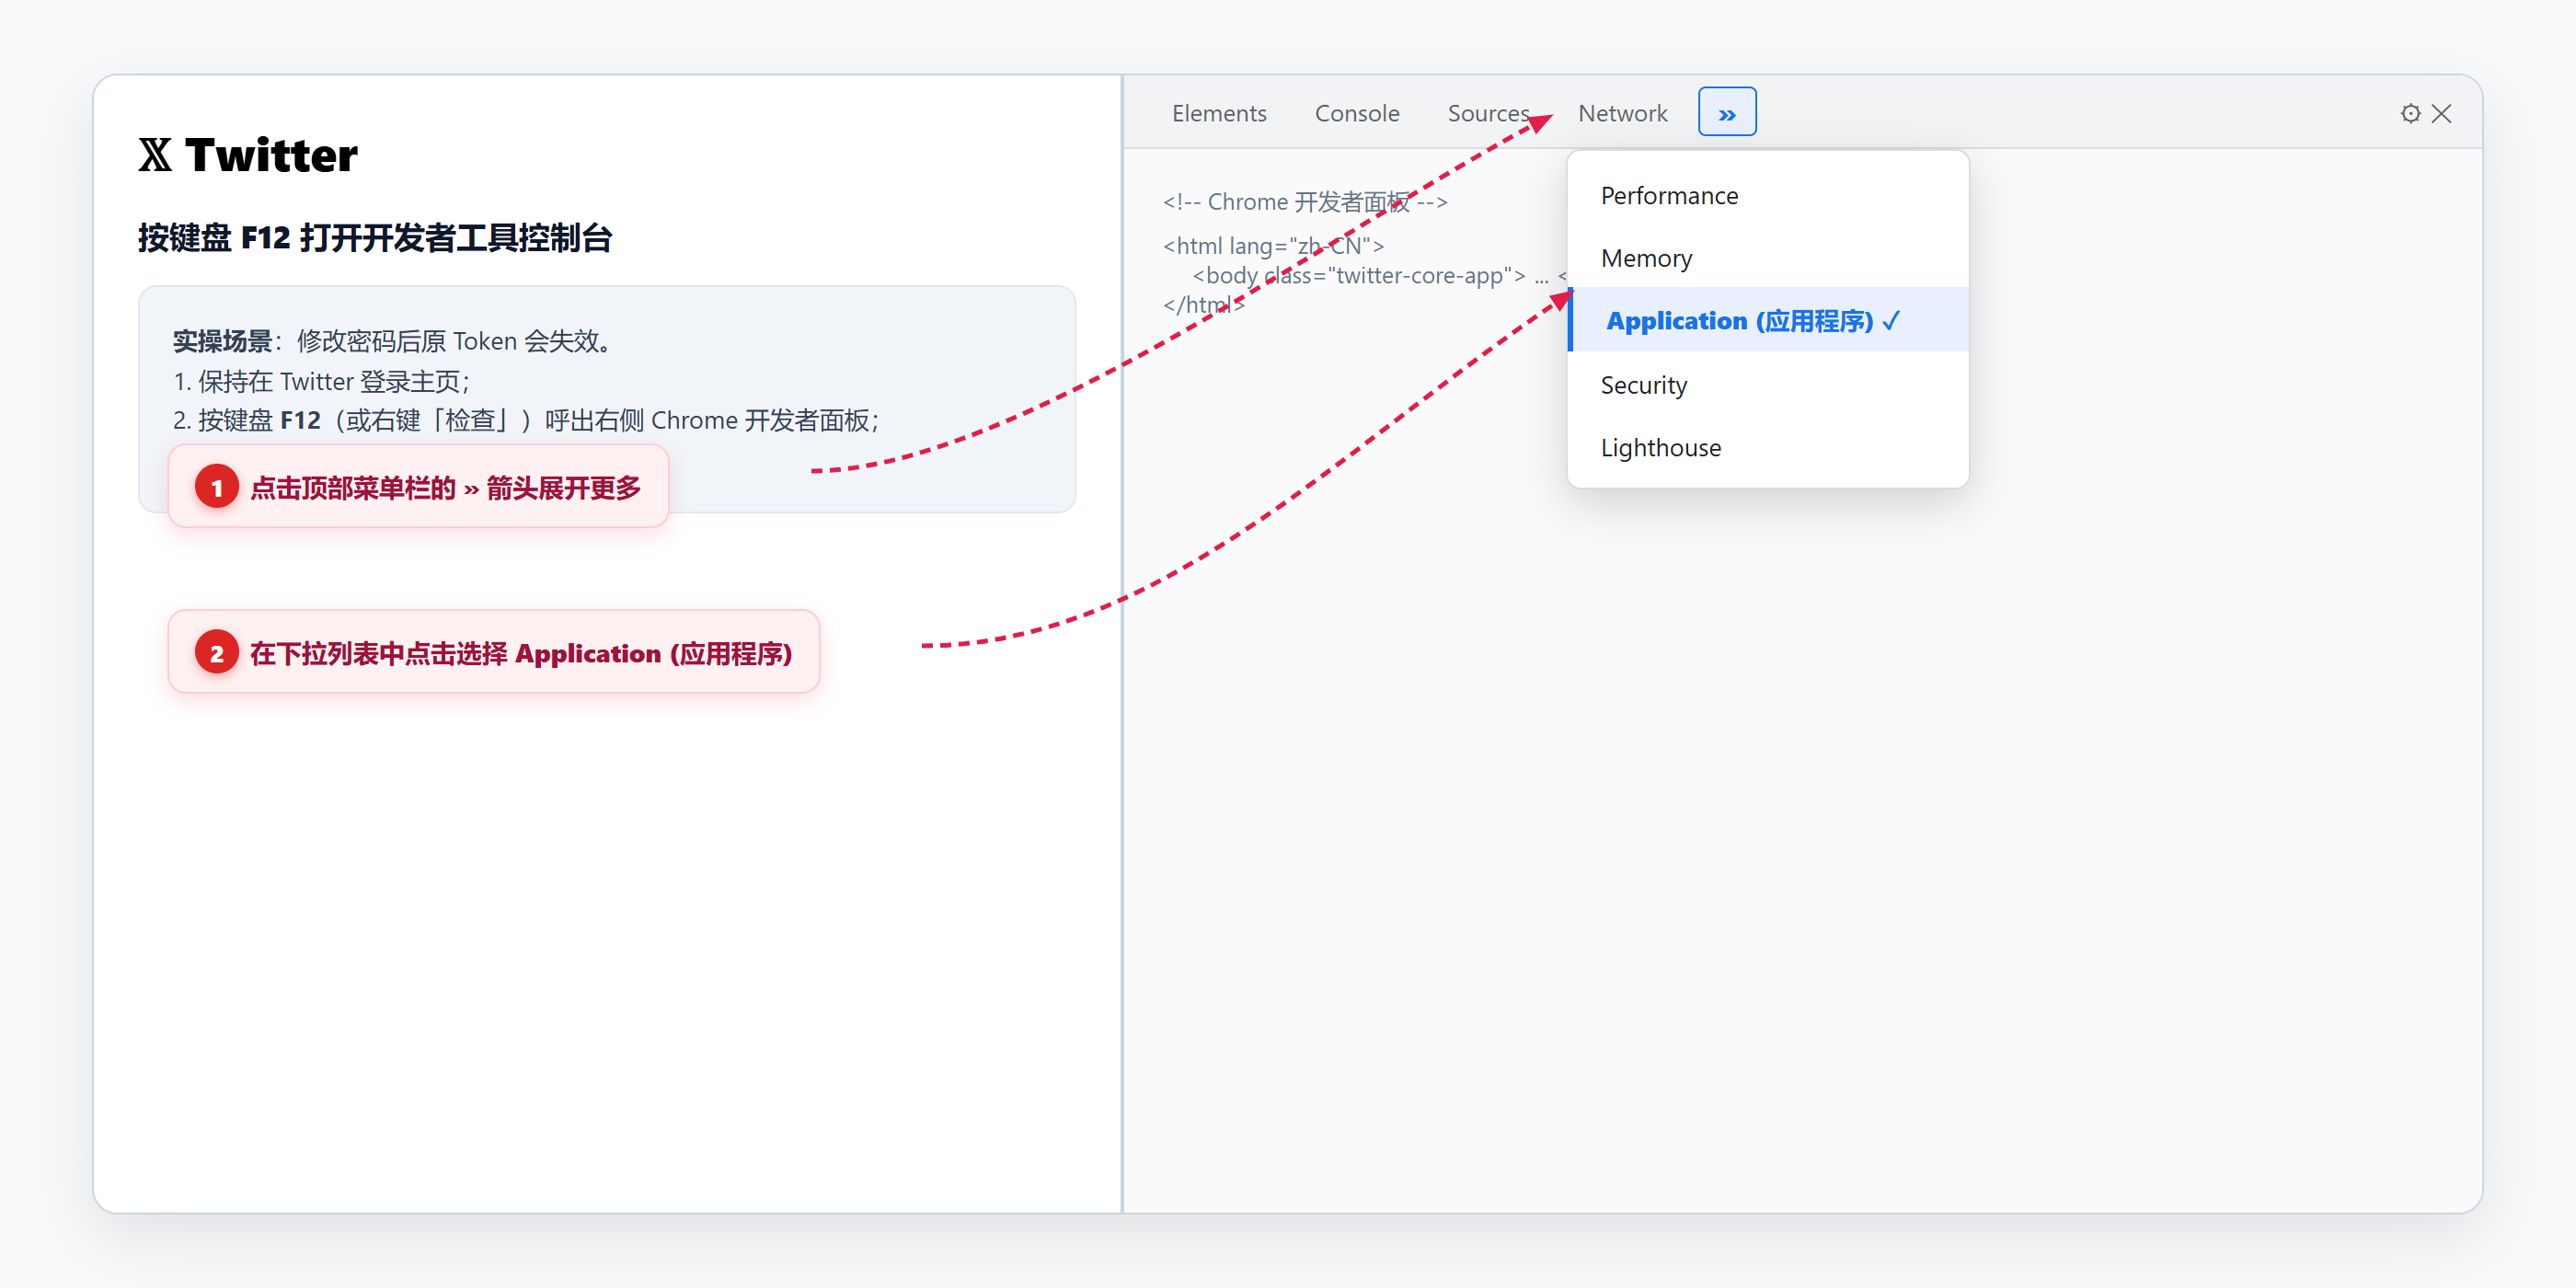 𝕏 Twitter
按键盘 F12 打开开发者工具控制台
实操场景：修改密码后原 Token 会失效。
1. 保持在 Twitter 登录主页；
2. 按键盘 F12（或右键「检查」）呼出右侧 Chrome 开发者面板；
1 点击顶部菜单栏的 » 箭头展开更多
2 在下拉列表中点击选择 Application (应用程序)
Elements Console Sources Network »
<!-- Chrome 开发者面板 -->
<html lang="zh-CN">
<body class="twitter-core-app"> ... <
</html>
Performance
Memory
Application (应用程序) ✓
Security
Lighthouse